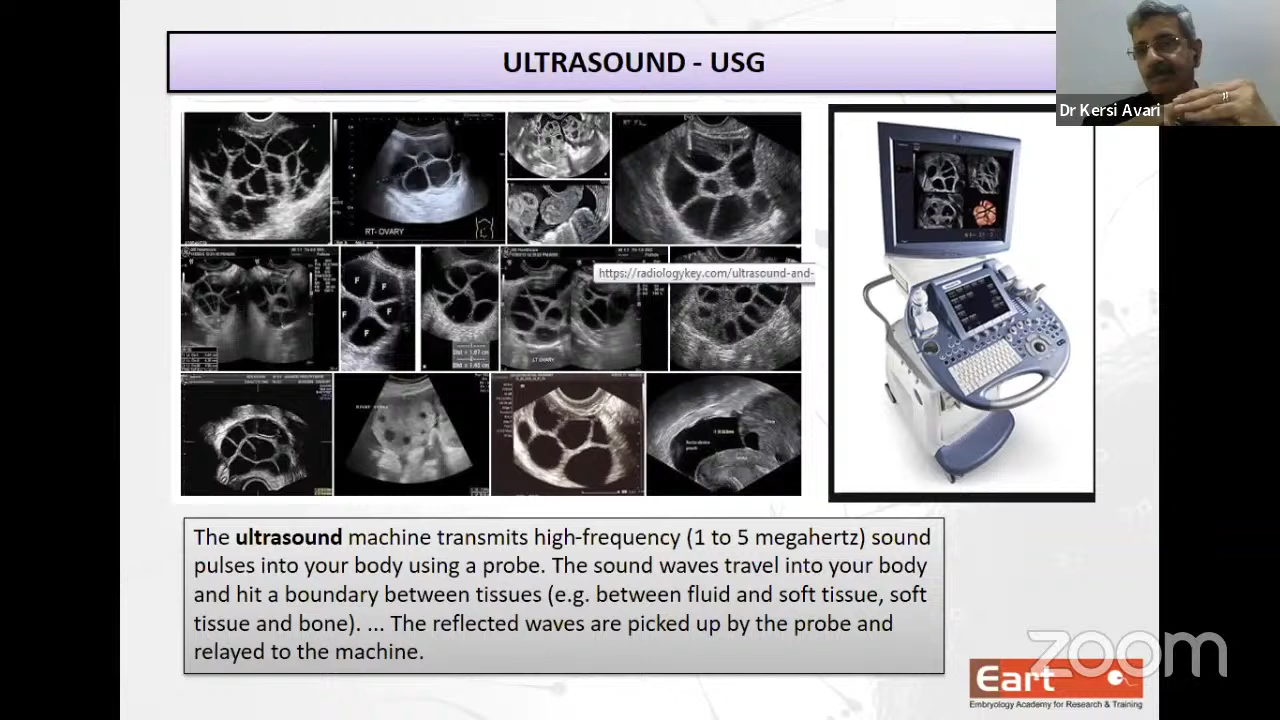 ULTRASOUND - USG
Dr Kersi Avari
RT- OVARY
https://radiologykey.com/ultrasound-and-
F
F
F
F
LT OVARY
The ultrasound machine transmits high-frequency (1 to 5 megahertz) sound
pulses into your body using a probe. The sound waves travel into your body
and hit a boundary between tissues (e.g. between fluid and soft tissue, soft
tissue and bone). ... The reflected waves are picked up by the probe and
relayed to the machine.
zoom
Eart
Embryology Academy for Research & Training